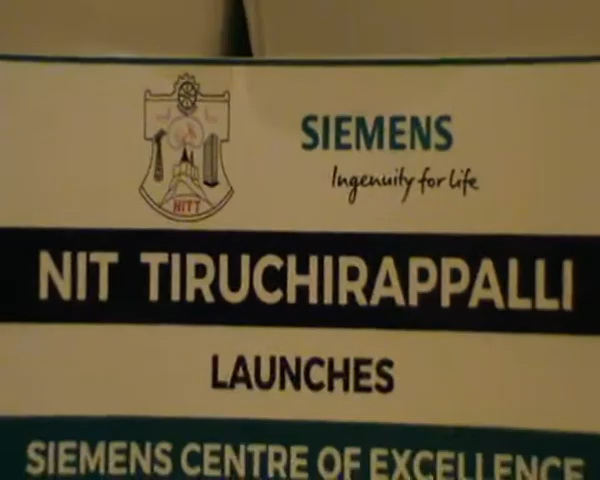 NITT
SIEMENS
Ingenuity for life
NIT TIRUCHIRAPPALLI
LAUNCHES
SIEMENS CENTRE OF EXCELLENCE